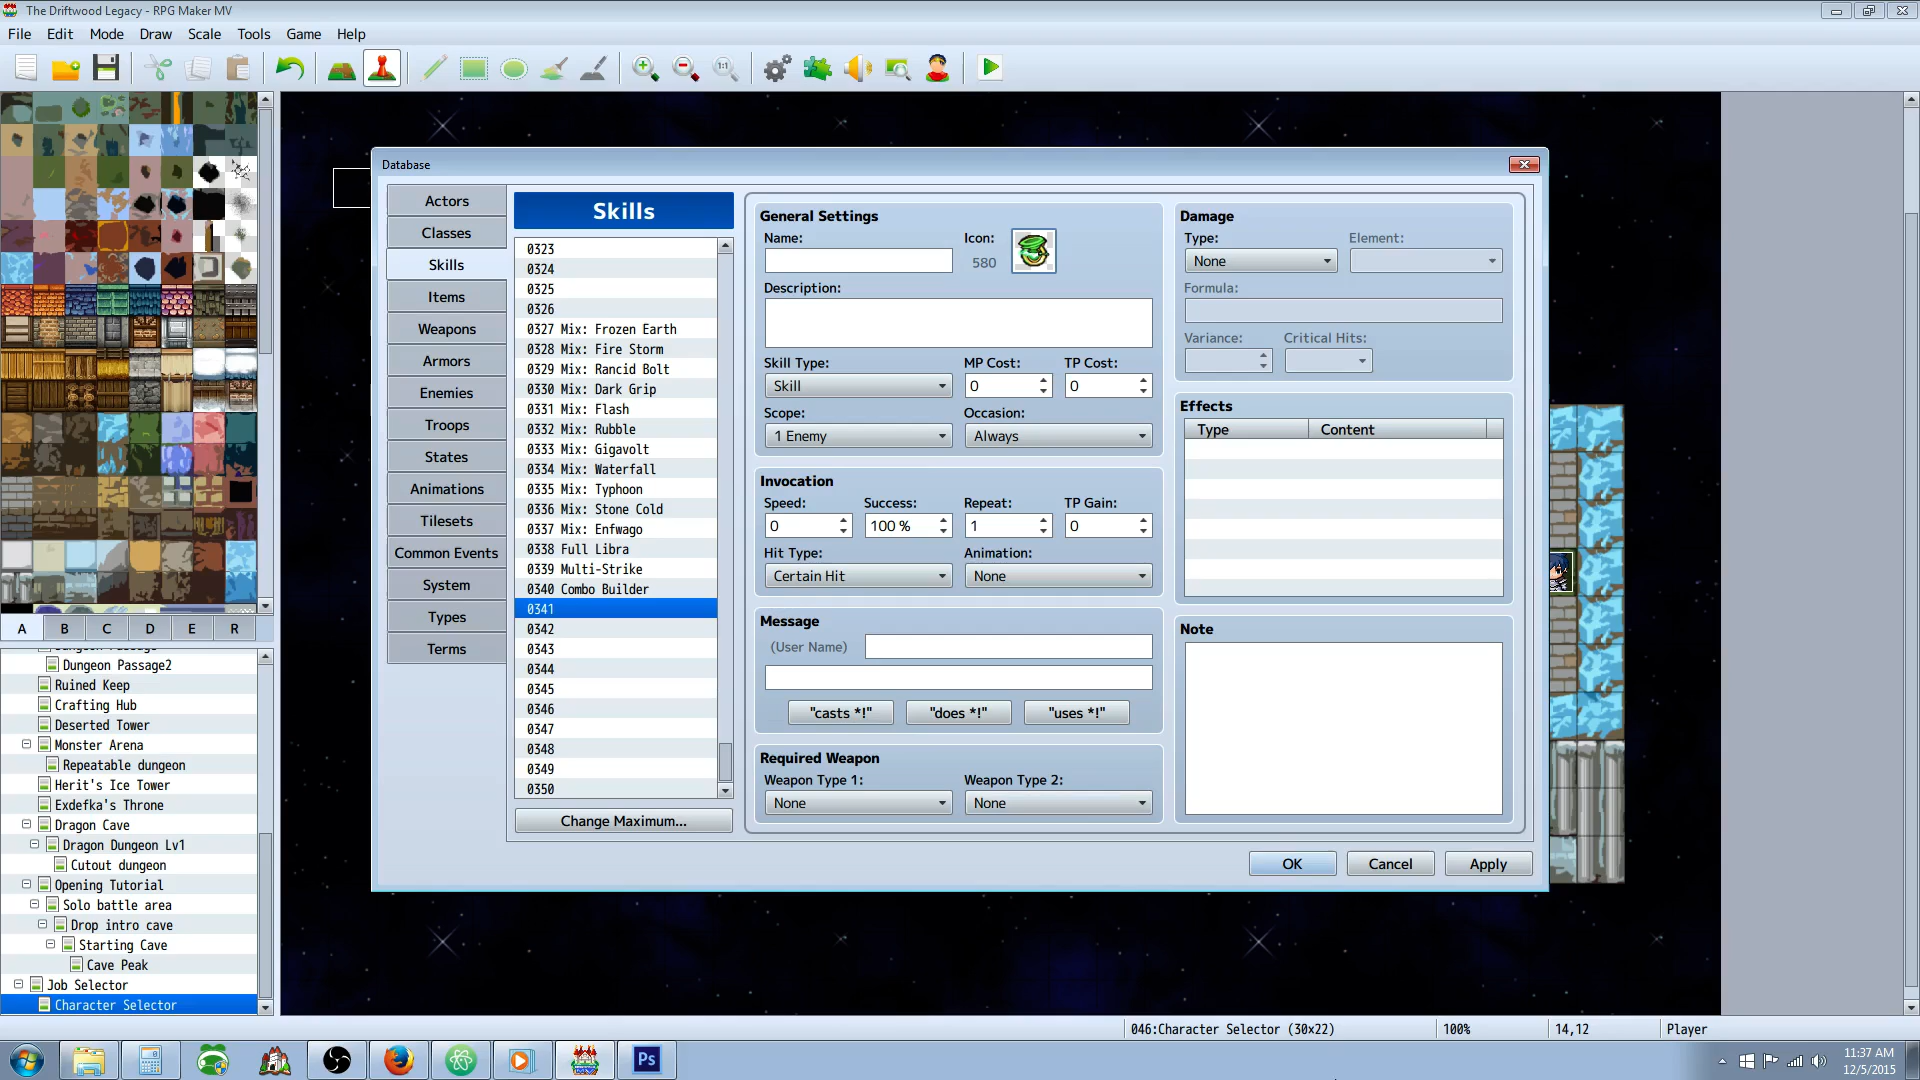 The Driftwood Legacy - RPG Maker MV
File Edit Mode Draw Scale Tools Game Help
1:1
A B C D E R
Dungeon Passage2
Ruined Keep
Crafting Hub
Deserted Tower
Monster Arena
Repeatable dungeon
Herit's Ice Tower
Exdefka's Throne
Dragon Cave
Dragon Dungeon Lv1
Cutout dungeon
Opening Tutorial
Solo battle area
Drop intro cave
Starting Cave
Cave Peak
Job Selector
Character Selector
Database
Actors
Classes
Skills
Items
Weapons
Armors
Enemies
Troops
States
Animations
Tilesets
Common Events
System
Types
Terms
Skills
0323
0324
0325
0326
0327 Mix: Frozen Earth
0328 Mix: Fire Storm
0329 Mix: Rancid Bolt
0330 Mix: Dark Grip
0331 Mix: Flash
0332 Mix: Rubble
0333 Mix: Gigavolt
0334 Mix: Waterfall
0335 Mix: Typhoon
0336 Mix: Stone Cold
0337 Mix: Enfwago
0338 Full Libra
0339 Multi-Strike
0340 Combo Builder
0341
0342
0343
0344
0345
0346
0347
0348
0349
0350
Change Maximum...
General Settings
Name: Icon:
580
Description:
Skill Type: MP Cost: TP Cost:
Skill 0 0
Scope: Occasion:
1 Enemy Always
Invocation
Speed: Success: Repeat: TP Gain:
0 100 % 1 0
Hit Type: Animation:
Certain Hit None
Message
(User Name)
"casts *!" "does *!" "uses *!"
Required Weapon
Weapon Type 1: Weapon Type 2:
None None
Damage
Type: Element:
None
Formula:
Variance: Critical Hits:
Effects
Type Content
Note
OK Cancel Apply
046:Character Selector (30x22) 100% 14,12 Player
Ps
11:37 AM
12/5/2015